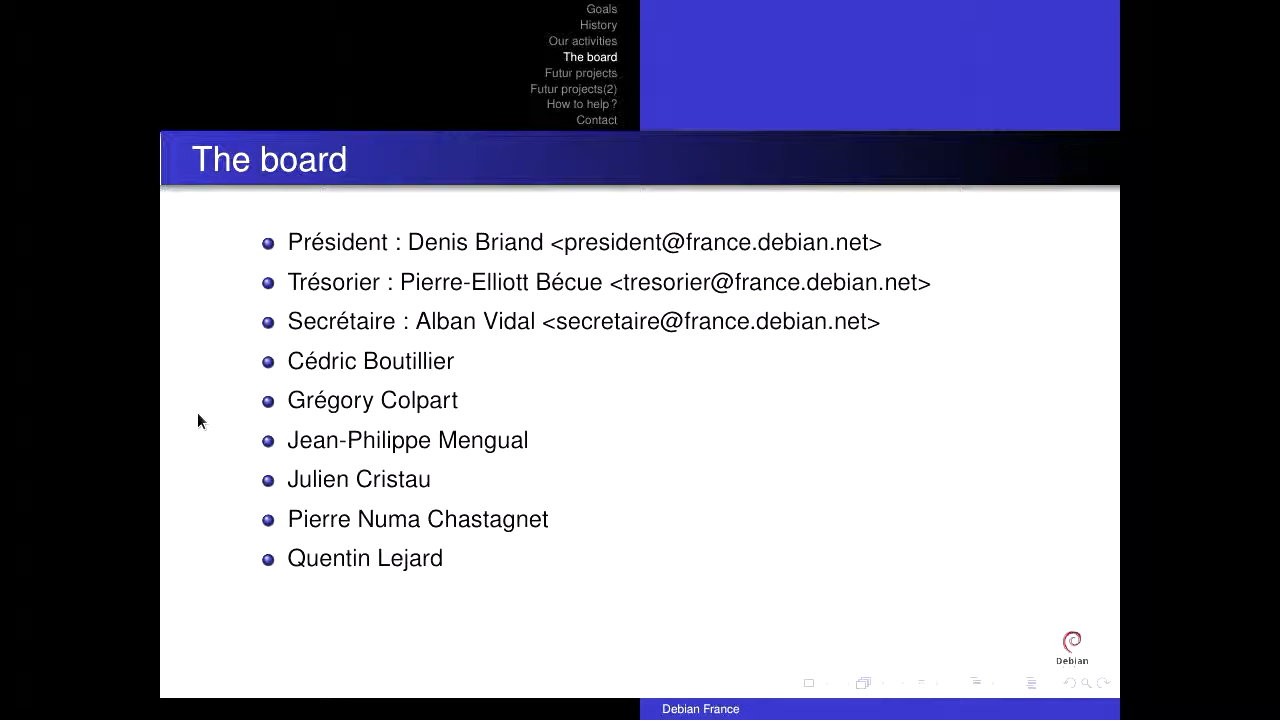 Goals
History
Our activities
The board
Futur projects
Futur projects(2)
How to help ?
Contact
The board
Président : Denis Briand <president@france.debian.net>
Trésorier : Pierre-Elliott Bécue <tresorier@france.debian.net>
Secrétaire : Alban Vidal <secretaire@france.debian.net>
Cédric Boutillier
Grégory Colpart
Jean-Philippe Mengual
Julien Cristau
Pierre Numa Chastagnet
Quentin Lejard
Debian
Debian France